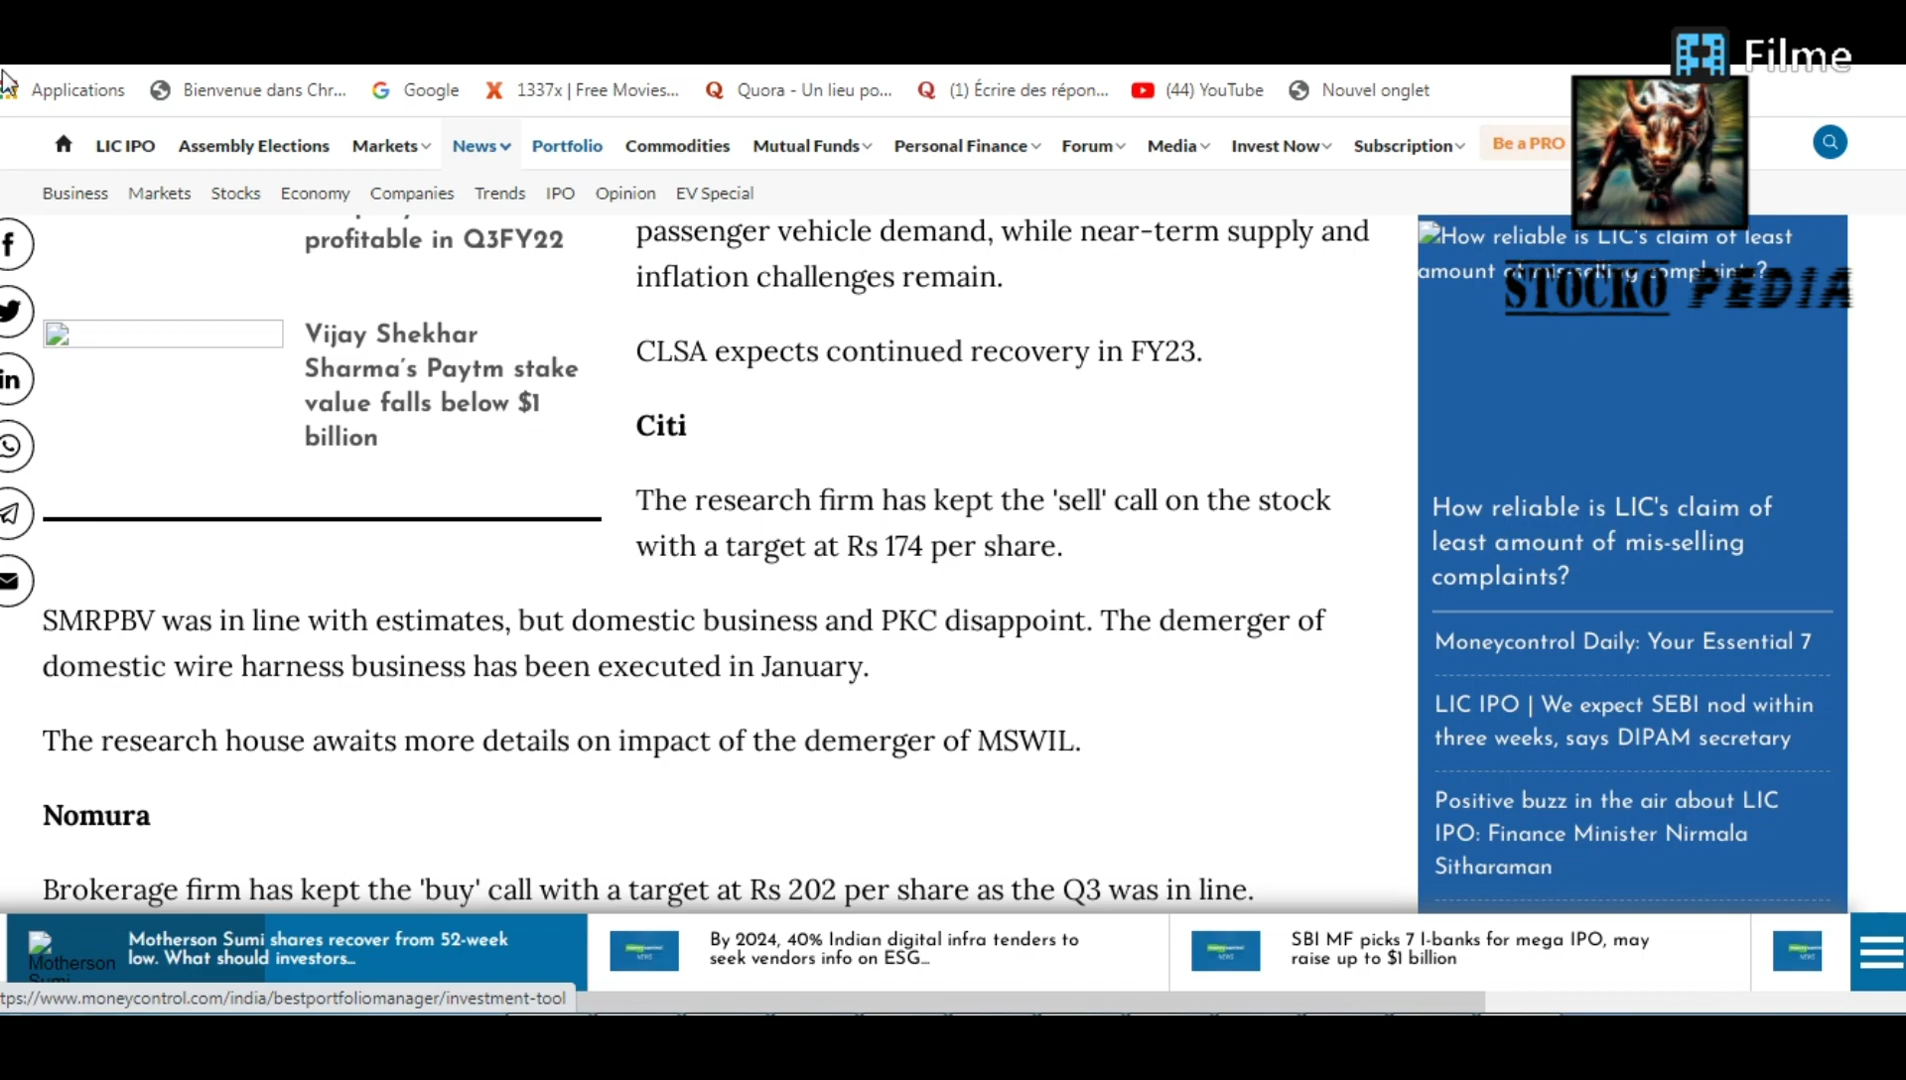 Filme
Applications
Bienvenue dans Chr...
Google
1337x | Free Movies...
Quora - Un lieu po...
(1) Écrire des répon...
(44) YouTube
Nouvel onglet
LIC IPO
Assembly Elections
Markets
News
Portfolio
Commodities
Mutual Funds
Personal Finance
Forum
Media
Invest Now
Subscription
Be a PRO
Business
Markets
Stocks
Economy
Companies
Trends
IPO
Opinion
EV Special
profitable in Q3FY22
Vijay Shekhar
Sharma's Paytm stake
value falls below $1
billion
passenger vehicle demand, while near-term supply and
inflation challenges remain.
CLSA expects continued recovery in FY23.
Citi
The research firm has kept the 'sell' call on the stock
with a target at Rs 174 per share.
SMRPBV was in line with estimates, but domestic business and PKC disappoint. The demerger of
domestic wire harness business has been executed in January.
The research house awaits more details on impact of the demerger of MSWIL.
Nomura
Brokerage firm has kept the 'buy' call with a target at Rs 202 per share as the Q3 was in line.
How reliable is LIC's claim of least
amount of mis-selling complaints?
STOCKO PEDIA
How reliable is LIC's claim of
least amount of mis-selling
complaints?
Moneycontrol Daily: Your Essential 7
LIC IPO | We expect SEBI nod within
three weeks, says DIPAM secretary
Positive buzz in the air about LIC
IPO: Finance Minister Nirmala
Sitharaman
Motherson
Motherson Sumi shares recover from 52-week
low. What should investors...
By 2024, 40% Indian digital infra tenders to
seek vendors info on ESG...
SBI MF picks 7 I-banks for mega IPO, may
raise up to $1 billion
tps://www.moneycontrol.com/india/bestportfoliomanager/investment-tool